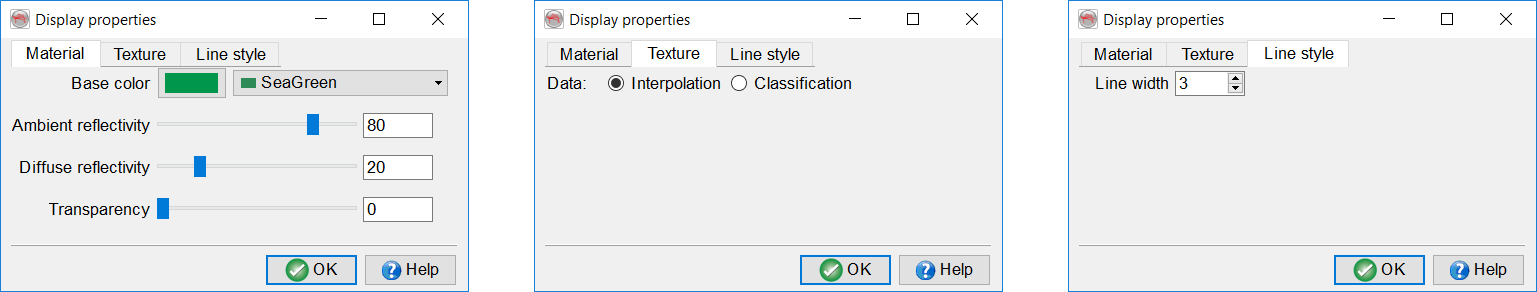 Display properties
Material Texture Line style
Base color SeaGreen
Ambient reflectivity 80
Diffuse reflectivity 20
Transparency 0
OK Help
Display properties
Material Texture Line style
Data: Interpolation Classification
OK Help
Display properties
Material Texture Line style
Line width 3
OK Help